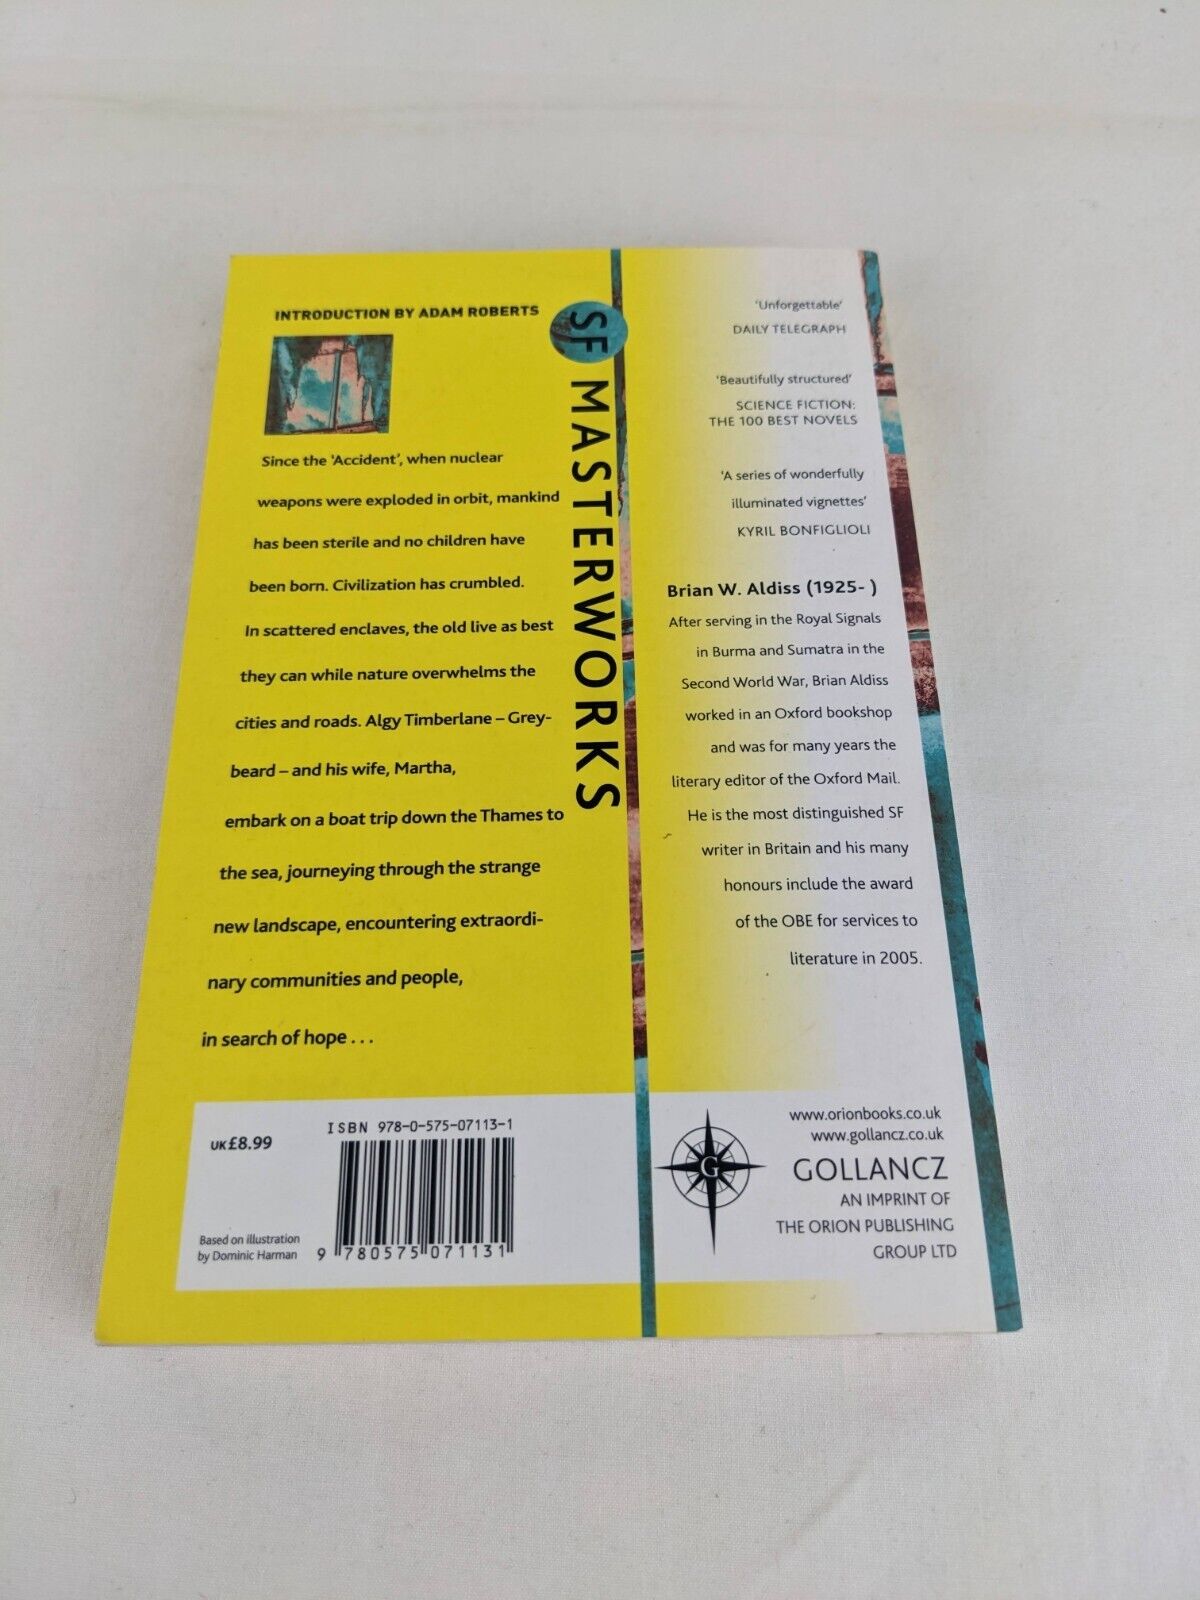 INTRODUCTION BY ADAM ROBERTS
Since the 'Accident', when nuclear
weapons were exploded in orbit, mankind
has been sterile and no children have
been born. Civilization has crumbled.
In scattered enclaves, the old live as best
they can while nature overwhelms the
cities and roads. Algy Timberlane – Grey-
beard – and his wife, Martha,
embark on a boat trip down the Thames to
the sea, journeying through the strange
new landscape, encountering extraordi-
nary communities and people,
in search of hope . . .
SF MASTERWORKS
'Unforgettable'
DAILY TELEGRAPH
'Beautifully structured'
SCIENCE FICTION:
THE 100 BEST NOVELS
'A series of wonderfully
illuminated vignettes'
KYRIL BONFIGLIOLI
Brian W. Aldiss (1925- )
After serving in the Royal Signals
in Burma and Sumatra in the
Second World War, Brian Aldiss
worked in an Oxford bookshop
and was for many years the
literary editor of the Oxford Mail.
He is the most distinguished SF
writer in Britain and his many
honours include the award
of the OBE for services to
literature in 2005.
UK£8.99
ISBN 978-0-575-07113-1
9 780575 071131
Based on illustration
by Dominic Harman
G
www.orionbooks.co.uk
www.gollancz.co.uk
GOLLANCZ
AN IMPRINT OF
THE ORION PUBLISHING
GROUP LTD